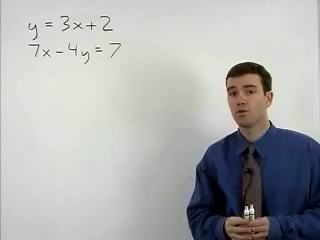 y = 3x + 2
7x - 4y = 7